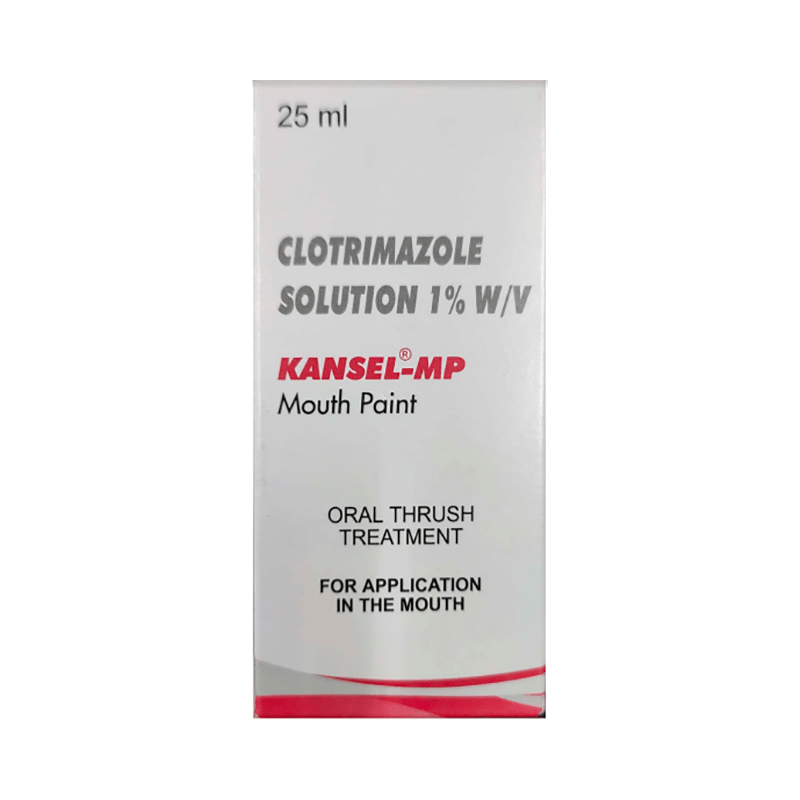 25 ml
CLOTRIMAZOLE
SOLUTION 1% W/V
KANSEL®-MP
Mouth Paint
ORAL THRUSH
TREATMENT
FOR APPLICATION
IN THE MOUTH